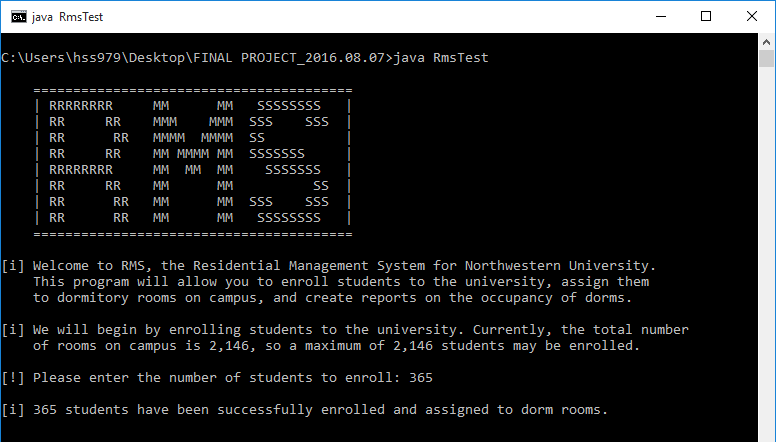 java RmsTest
C:\Users\hss979\Desktop\FINAL PROJECT_2016.08.07>java RmsTest
========================================
| RRRRRRRR     MM      MM   SSSSSSSS   |
| RR     RR    MMM    MMM  SSS    SSS  |
| RR      RR   MMMM  MMMM  SS          |
| RR     RR    MM MMMM MM  SSSSSSS     |
| RRRRRRRR     MM  MM  MM    SSSSSSS   |
| RR     RR    MM      MM          SS  |
| RR      RR   MM      MM  SSS    SSS  |
| RR      RR   MM      MM   SSSSSSSS   |
========================================
[i] Welcome to RMS, the Residential Management System for Northwestern University.
This program will allow you to enroll students to the university, assign them
to dormitory rooms on campus, and create reports on the occupancy of dorms.
[i] We will begin by enrolling students to the university. Currently, the total number
of rooms on campus is 2,146, so a maximum of 2,146 students may be enrolled.
[!] Please enter the number of students to enroll: 365
[i] 365 students have been successfully enrolled and assigned to dorm rooms.